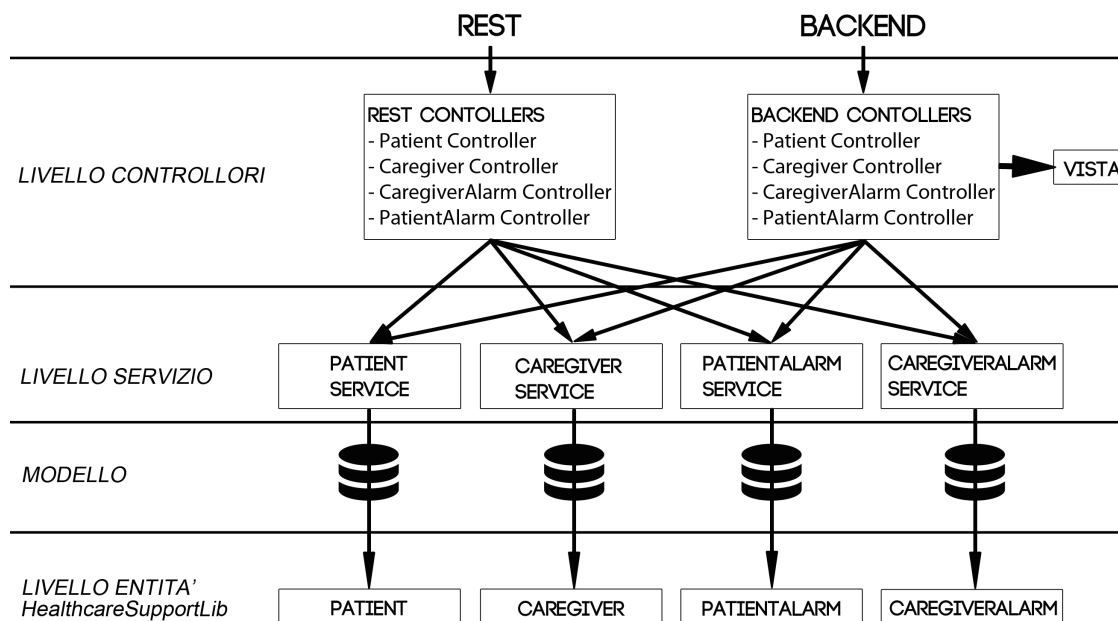 REST
BACKEND
REST CONTOLLERS
- Patient Controller
- Caregiver Controller
- CaregiverAlarm Controller
- PatientAlarm Controller
BACKEND CONTOLLERS
- Patient Controller
- Caregiver Controller
- CaregiverAlarm Controller
- PatientAlarm Controller
LIVELLO CONTROLLORI
VISTA
LIVELLO SERVIZIO
PATIENT
SERVICE
CAREGIVER
SERVICE
PATIENTALARM
SERVICE
CAREGIVERALARM
SERVICE
MODELLO
LIVELLO ENTITA'
HealthcareSupportLib
PATIENT
CAREGIVER
PATIENTALARM
CAREGIVERALARM